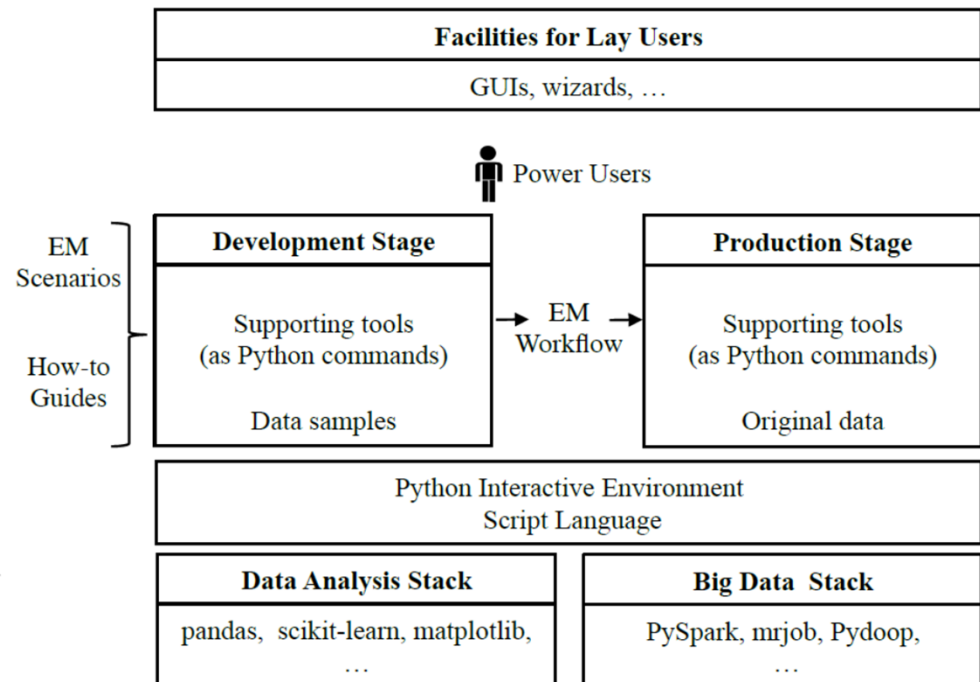 Facilities for Lay Users
GUIs, wizards, …
Power Users
EM
Scenarios
How-to
Guides
Development Stage
Supporting tools
(as Python commands)
Data samples
EM
Workflow
Production Stage
Supporting tools
(as Python commands)
Original data
Python Interactive Environment
Script Language
Data Analysis Stack
pandas, scikit-learn, matplotlib,
…
Big Data Stack
PySpark, mrjob, Pydoop,
…